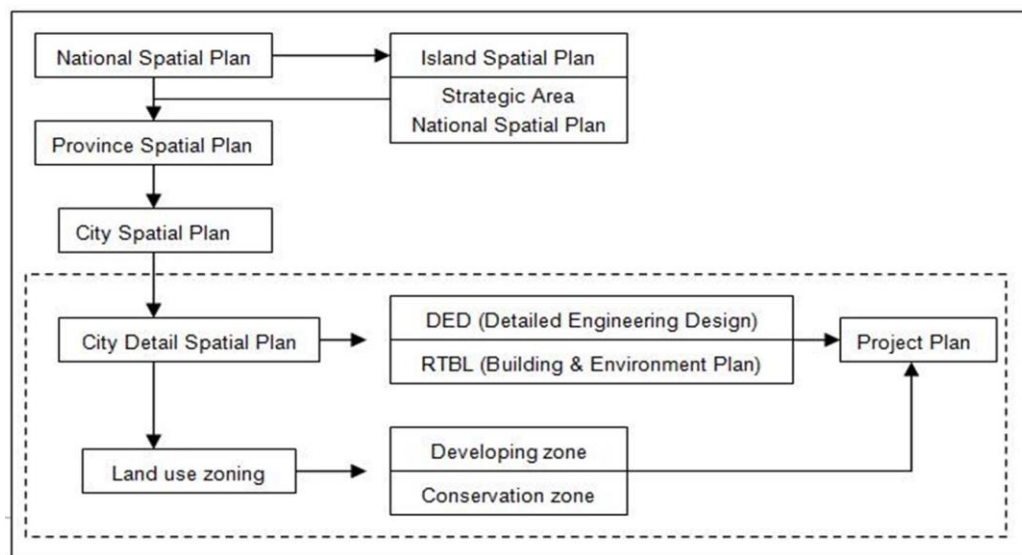 National Spatial Plan
Island Spatial Plan
Strategic Area
National Spatial Plan
Province Spatial Plan
City Spatial Plan
City Detail Spatial Plan
DED (Detailed Engineering Design)
RTBL (Building & Environment Plan)
Project Plan
Land use zoning
Developing zone
Conservation zone